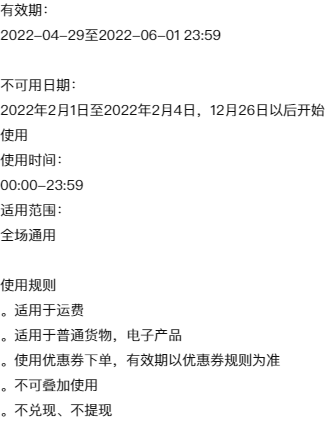 有效期：
2022-04-29至2022-06-01 23:59
不可用日期：
2022年2月1日至2022年2月4日，12月26日以后开始
使用
使用时间：
00:00-23:59
适用范围：
全场通用
使用规则
。适用于运费
。适用于普通货物，电子产品
。使用优惠券下单，有效期以优惠券规则为准
。不可叠加使用
。不兑现、不提现